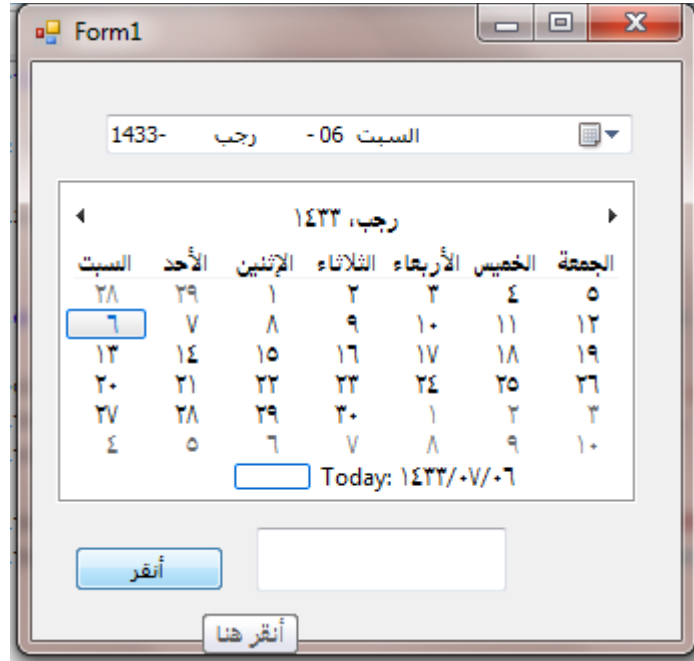 Form1
السبت 06 - رجب -1433
رجب، ١٤٣٣
السبت الأحد الإثنين الثلاثاء الأربعاء الخميس الجمعة
٢٨ ٢٩ ١ ٢ ٣ ٤ ٥
٦ ٧ ٨ ٩ ١٠ ١١ ١٢
١٣ ١٤ ١٥ ١٦ ١٧ ١٨ ١٩
٢٠ ٢١ ٢٢ ٢٣ ٢٤ ٢٥ ٢٦
٢٧ ٢٨ ٢٩ ٣٠ ١ ٢ ٣
٤ ٥ ٦ ٧ ٨ ٩ ١٠
Today: ١٤٣٣/٠٧/٠٦
أنقر
أنقر هنا